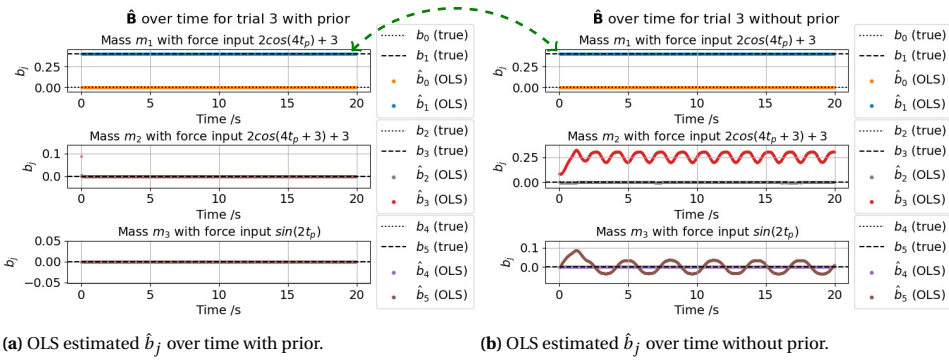 B̂ over time for trial 3 with prior
Mass m₁ with force input 2cos(4tₚ) + 3
bⱼ
0.25
0.00
0 5 10 15 20
Time /s
b₀ (true)
b₁ (true)
b̂₀ (OLS)
b̂₁ (OLS)
Mass m₂ with force input 2cos(4tₚ + 3) + 3
bⱼ
0.1
0.0
0 5 10 15 20
Time /s
b₂ (true)
b₃ (true)
b̂₂ (OLS)
b̂₃ (OLS)
Mass m₃ with force input sin(2tₚ)
bⱼ
0.05
0.00
−0.05
0 5 10 15 20
Time /s
b₄ (true)
b₅ (true)
b̂₄ (OLS)
b̂₅ (OLS)
(a) OLS estimated b̂ⱼ over time with prior.
B̂ over time for trial 3 without prior
Mass m₁ with force input 2cos(4tₚ) + 3
bⱼ
0.25
0.00
0 5 10 15 20
Time /s
b₀ (true)
b₁ (true)
b̂₀ (OLS)
b̂₁ (OLS)
Mass m₂ with force input 2cos(4tₚ + 3) + 3
bⱼ
0.25
0.00
0 5 10 15 20
Time /s
b₂ (true)
b₃ (true)
b̂₂ (OLS)
b̂₃ (OLS)
Mass m₃ with force input sin(2tₚ)
bⱼ
0.1
0.0
0 5 10 15 20
Time /s
b₄ (true)
b₅ (true)
b̂₄ (OLS)
b̂₅ (OLS)
(b) OLS estimated b̂ⱼ over time without prior.